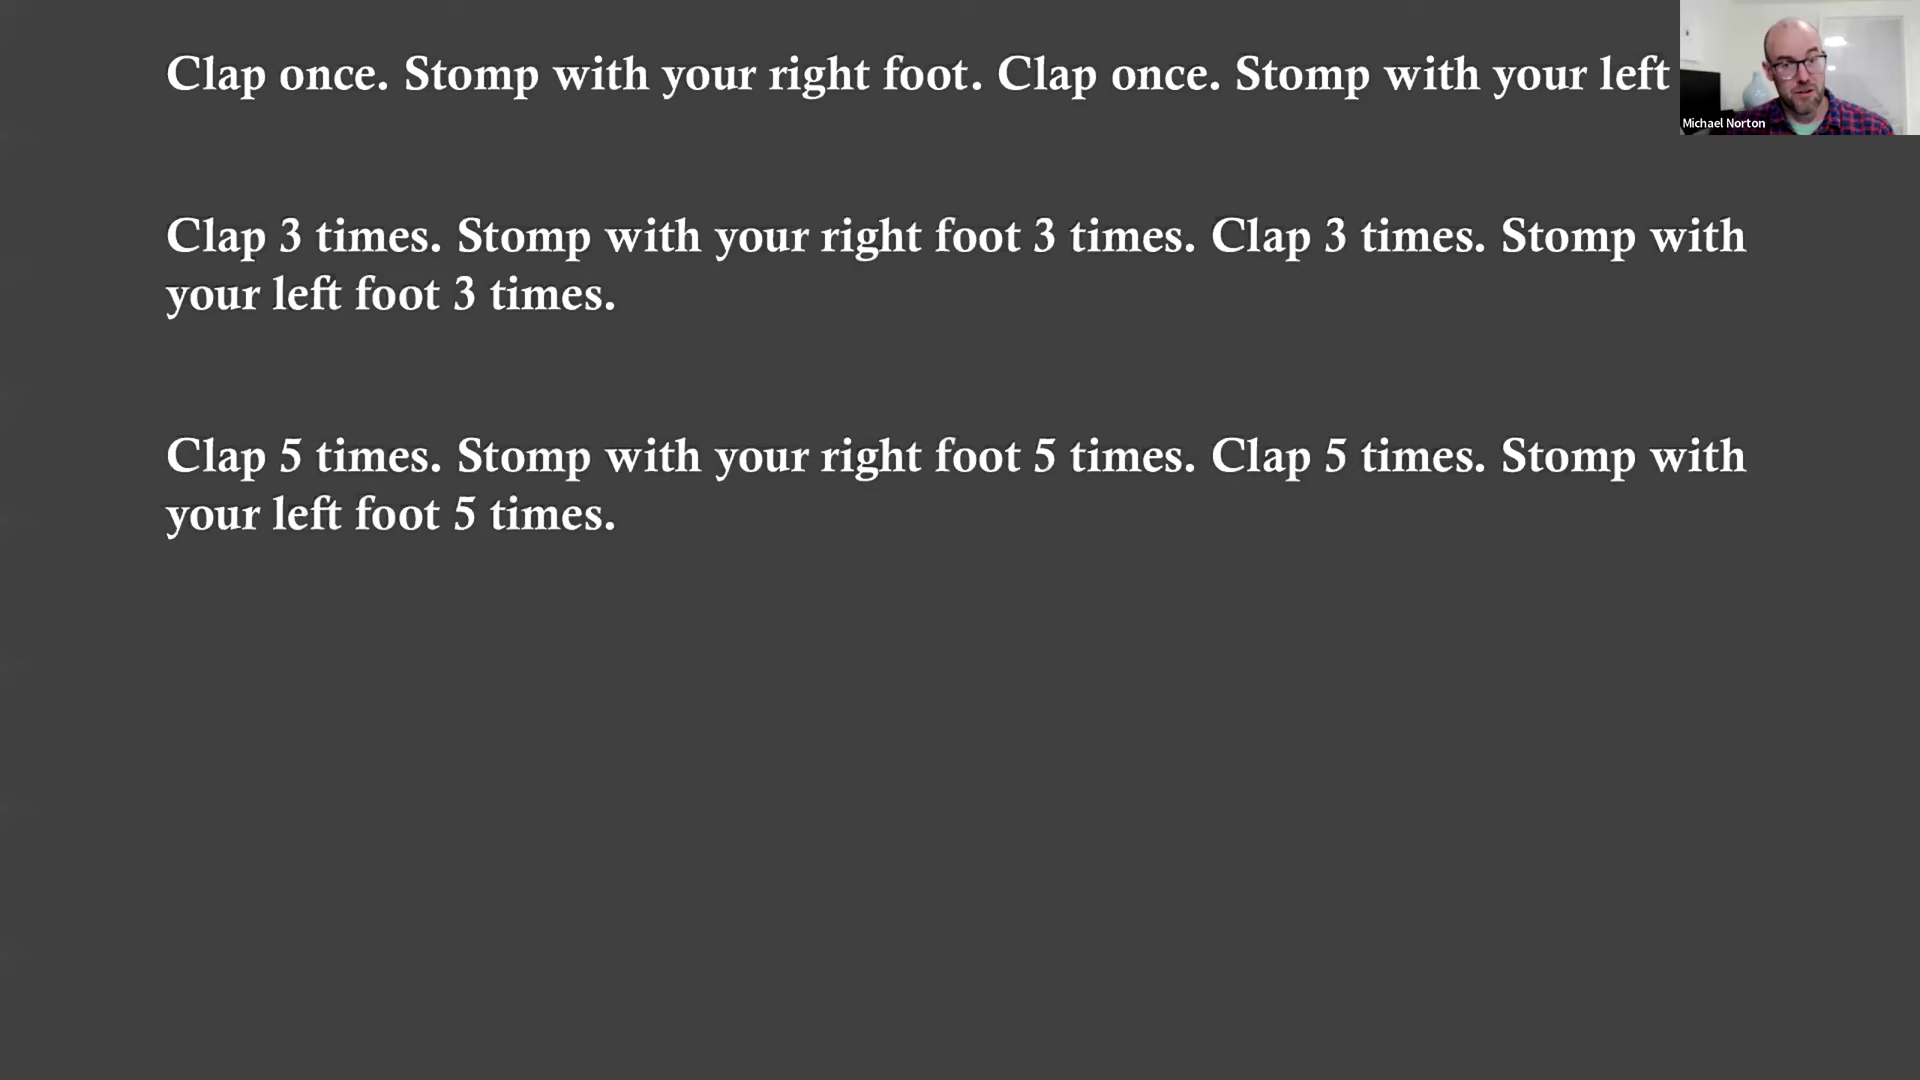 Clap once. Stomp with your right foot. Clap once. Stomp with your left
Michael Norton
Clap 3 times. Stomp with your right foot 3 times. Clap 3 times. Stomp with
your left foot 3 times.
Clap 5 times. Stomp with your right foot 5 times. Clap 5 times. Stomp with
your left foot 5 times.